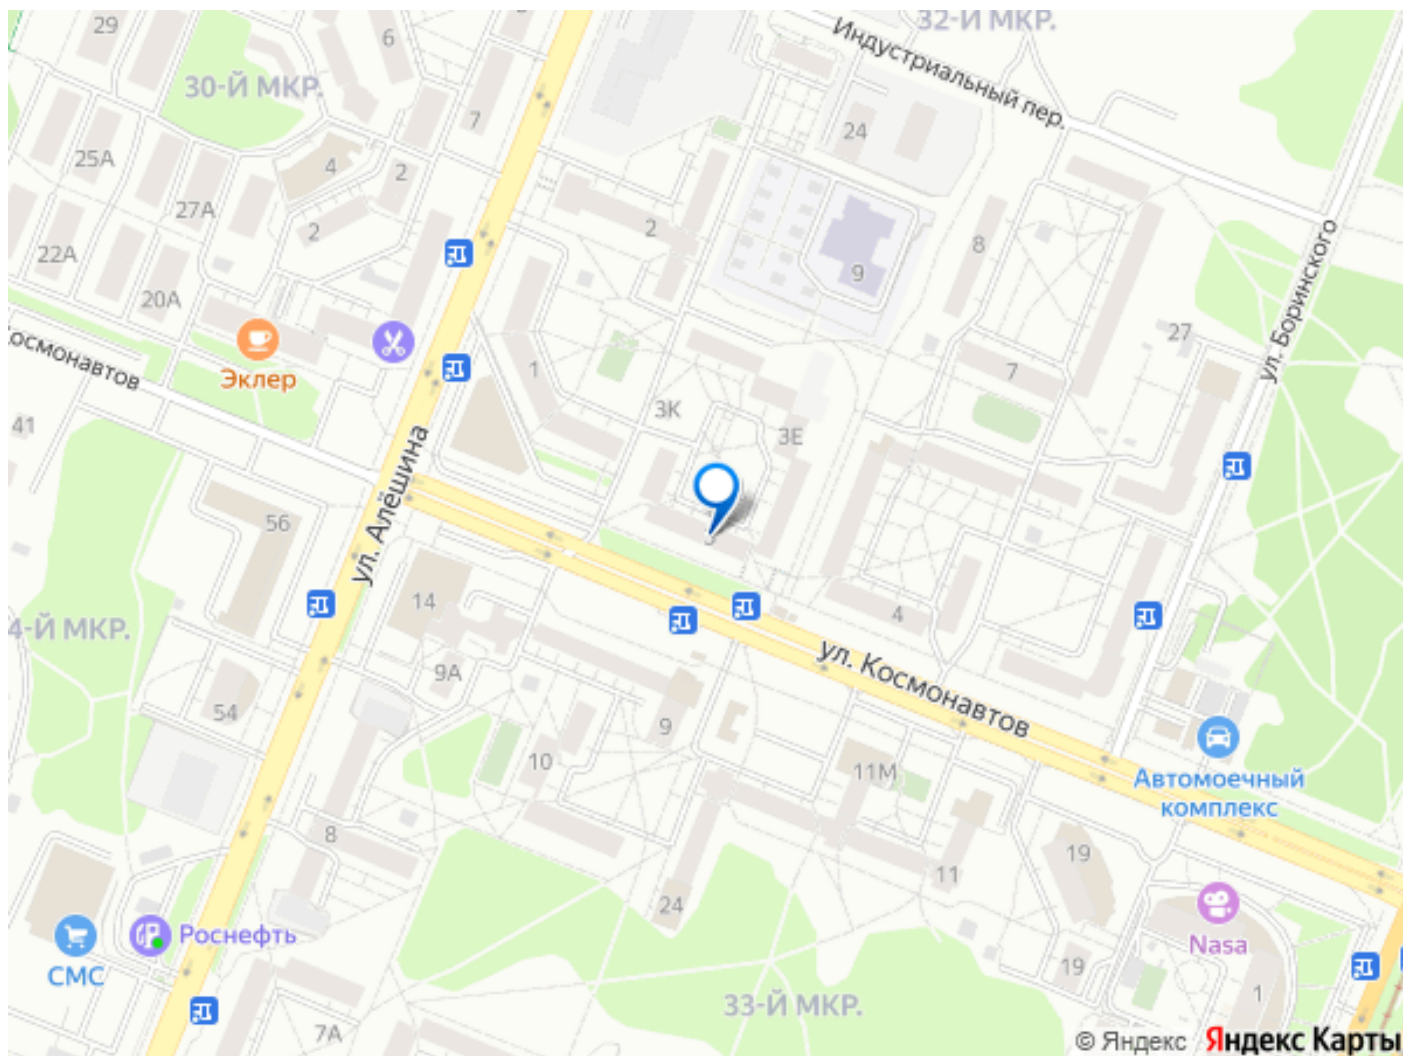 29
6
32-Й МКР.
Индустриальный пер.
30-Й МКР.
7
24
25А
4
2
27А
2
2
8
22А
9
20А
ул. Боринского
27
осмонавтов
Эклер
1
7
3К
3Е
41
ул. Алёшина
56
14
4
4-Й МКР.
ул. Космонавтов
9А
54
9
10
11М
Автомоечный
комплекс
8
19
11
24
Роснефть
СМС
Nasa
19
1
33-Й МКР.
7А
© Яндекс Яндекс Карты